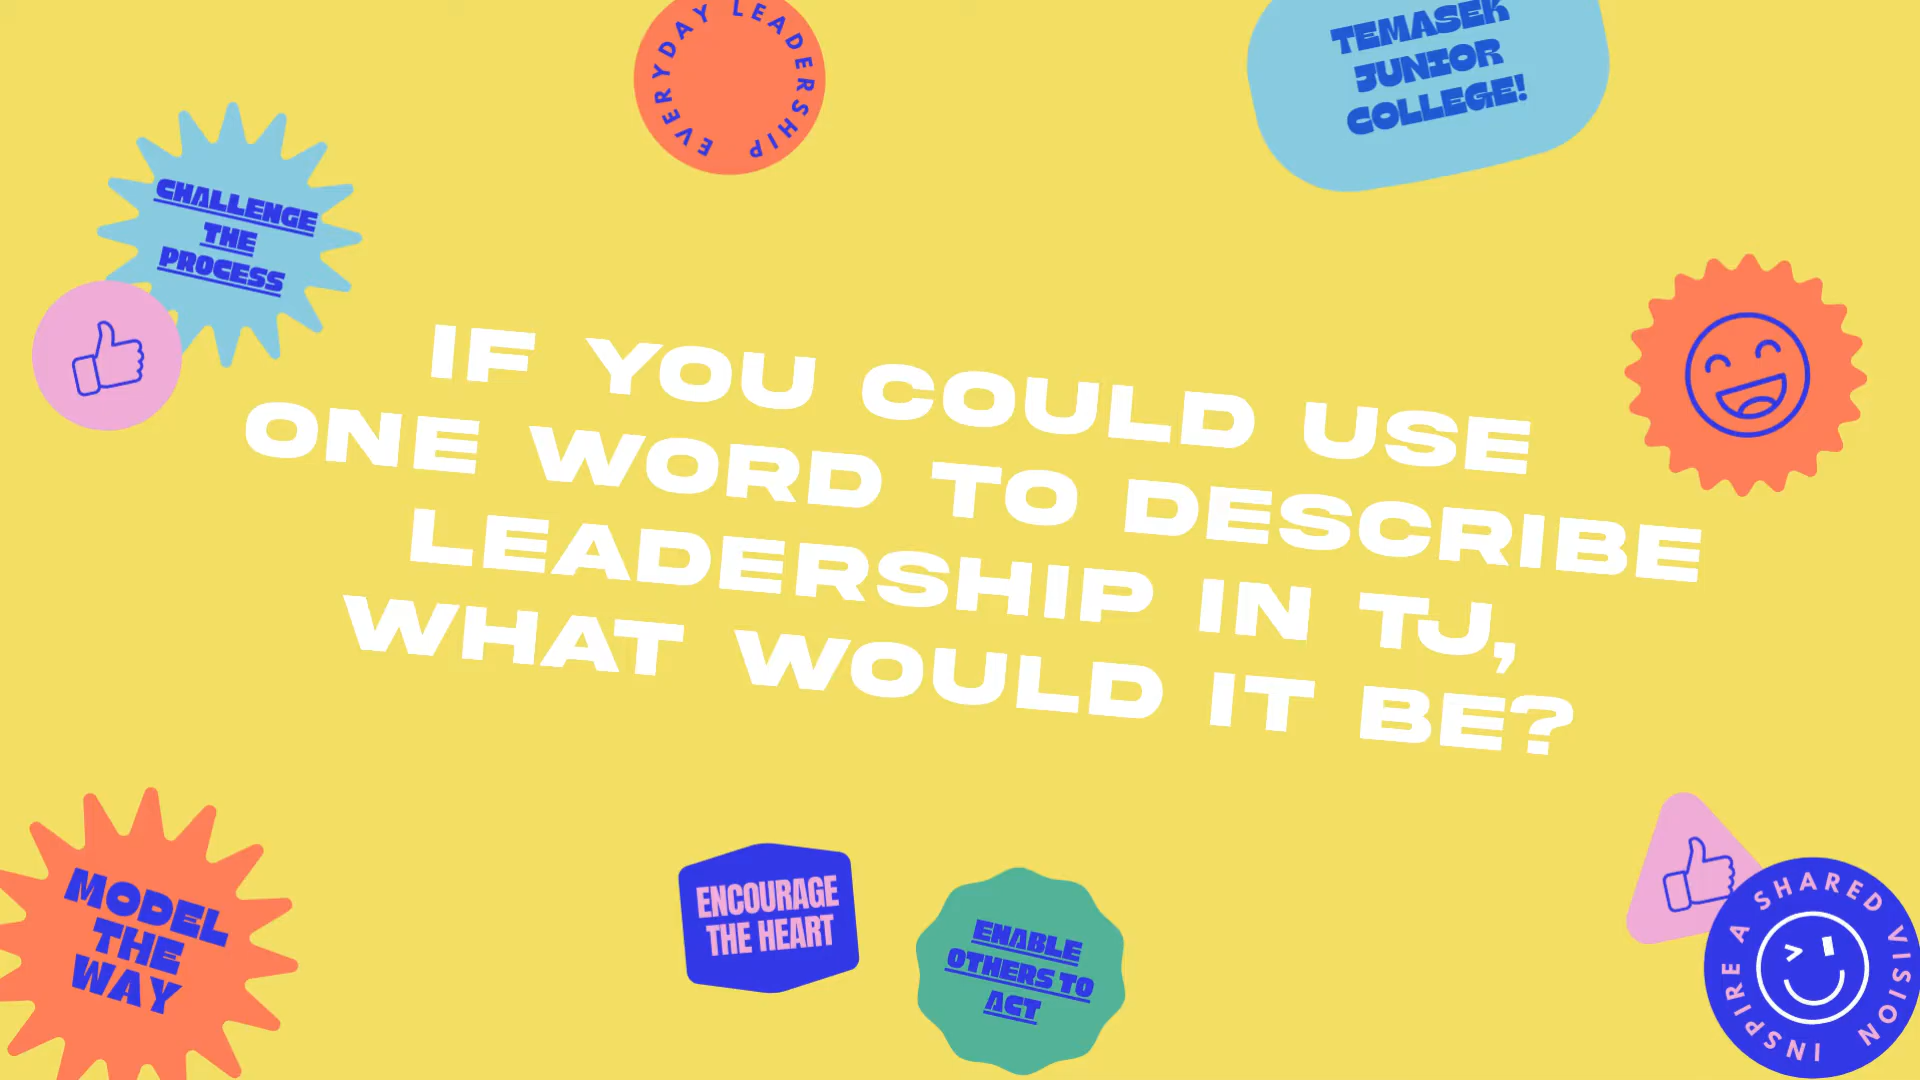 EVERYDAY LEADERSHIP
TEMASEK
JUNIOR
COLLEGE!
CHALLENGE
THE
PROCESS
IF YOU COULD USE
ONE WORD TO DESCRIBE
LEADERSHIP IN TJ,
WHAT WOULD IT BE?
MODEL
THE
WAY
ENCOURAGE
THE HEART
ENABLE
OTHERS TO
ACT
INSPIRE A SHARED VISION